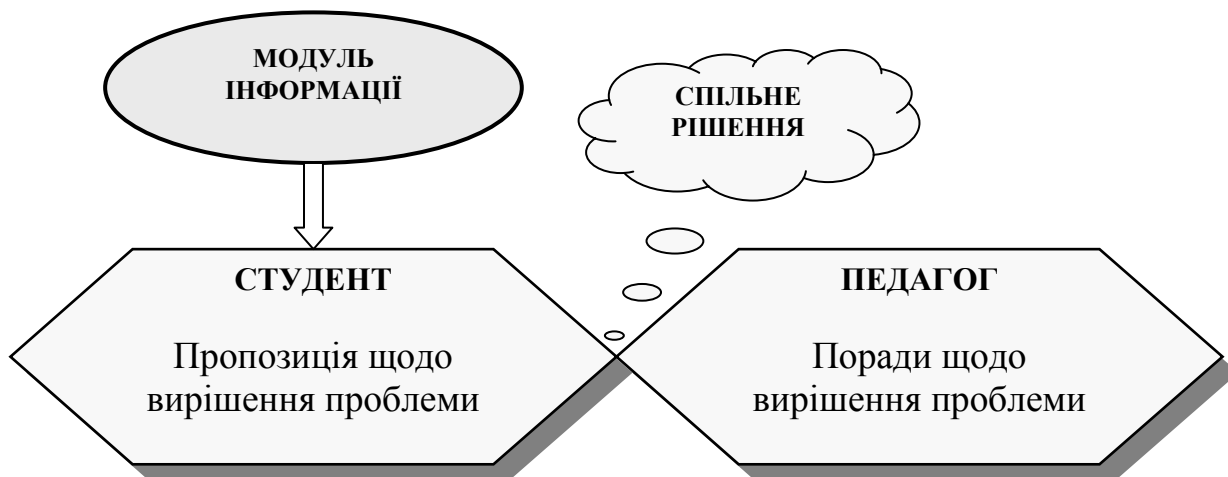 МОДУЛЬ
ІНФОРМАЦІЇ
СПІЛЬНЕ
РІШЕННЯ
СТУДЕНТ
Пропозиція щодо
вирішення проблеми
ПЕДАГОГ
Поради щодо
вирішення проблеми